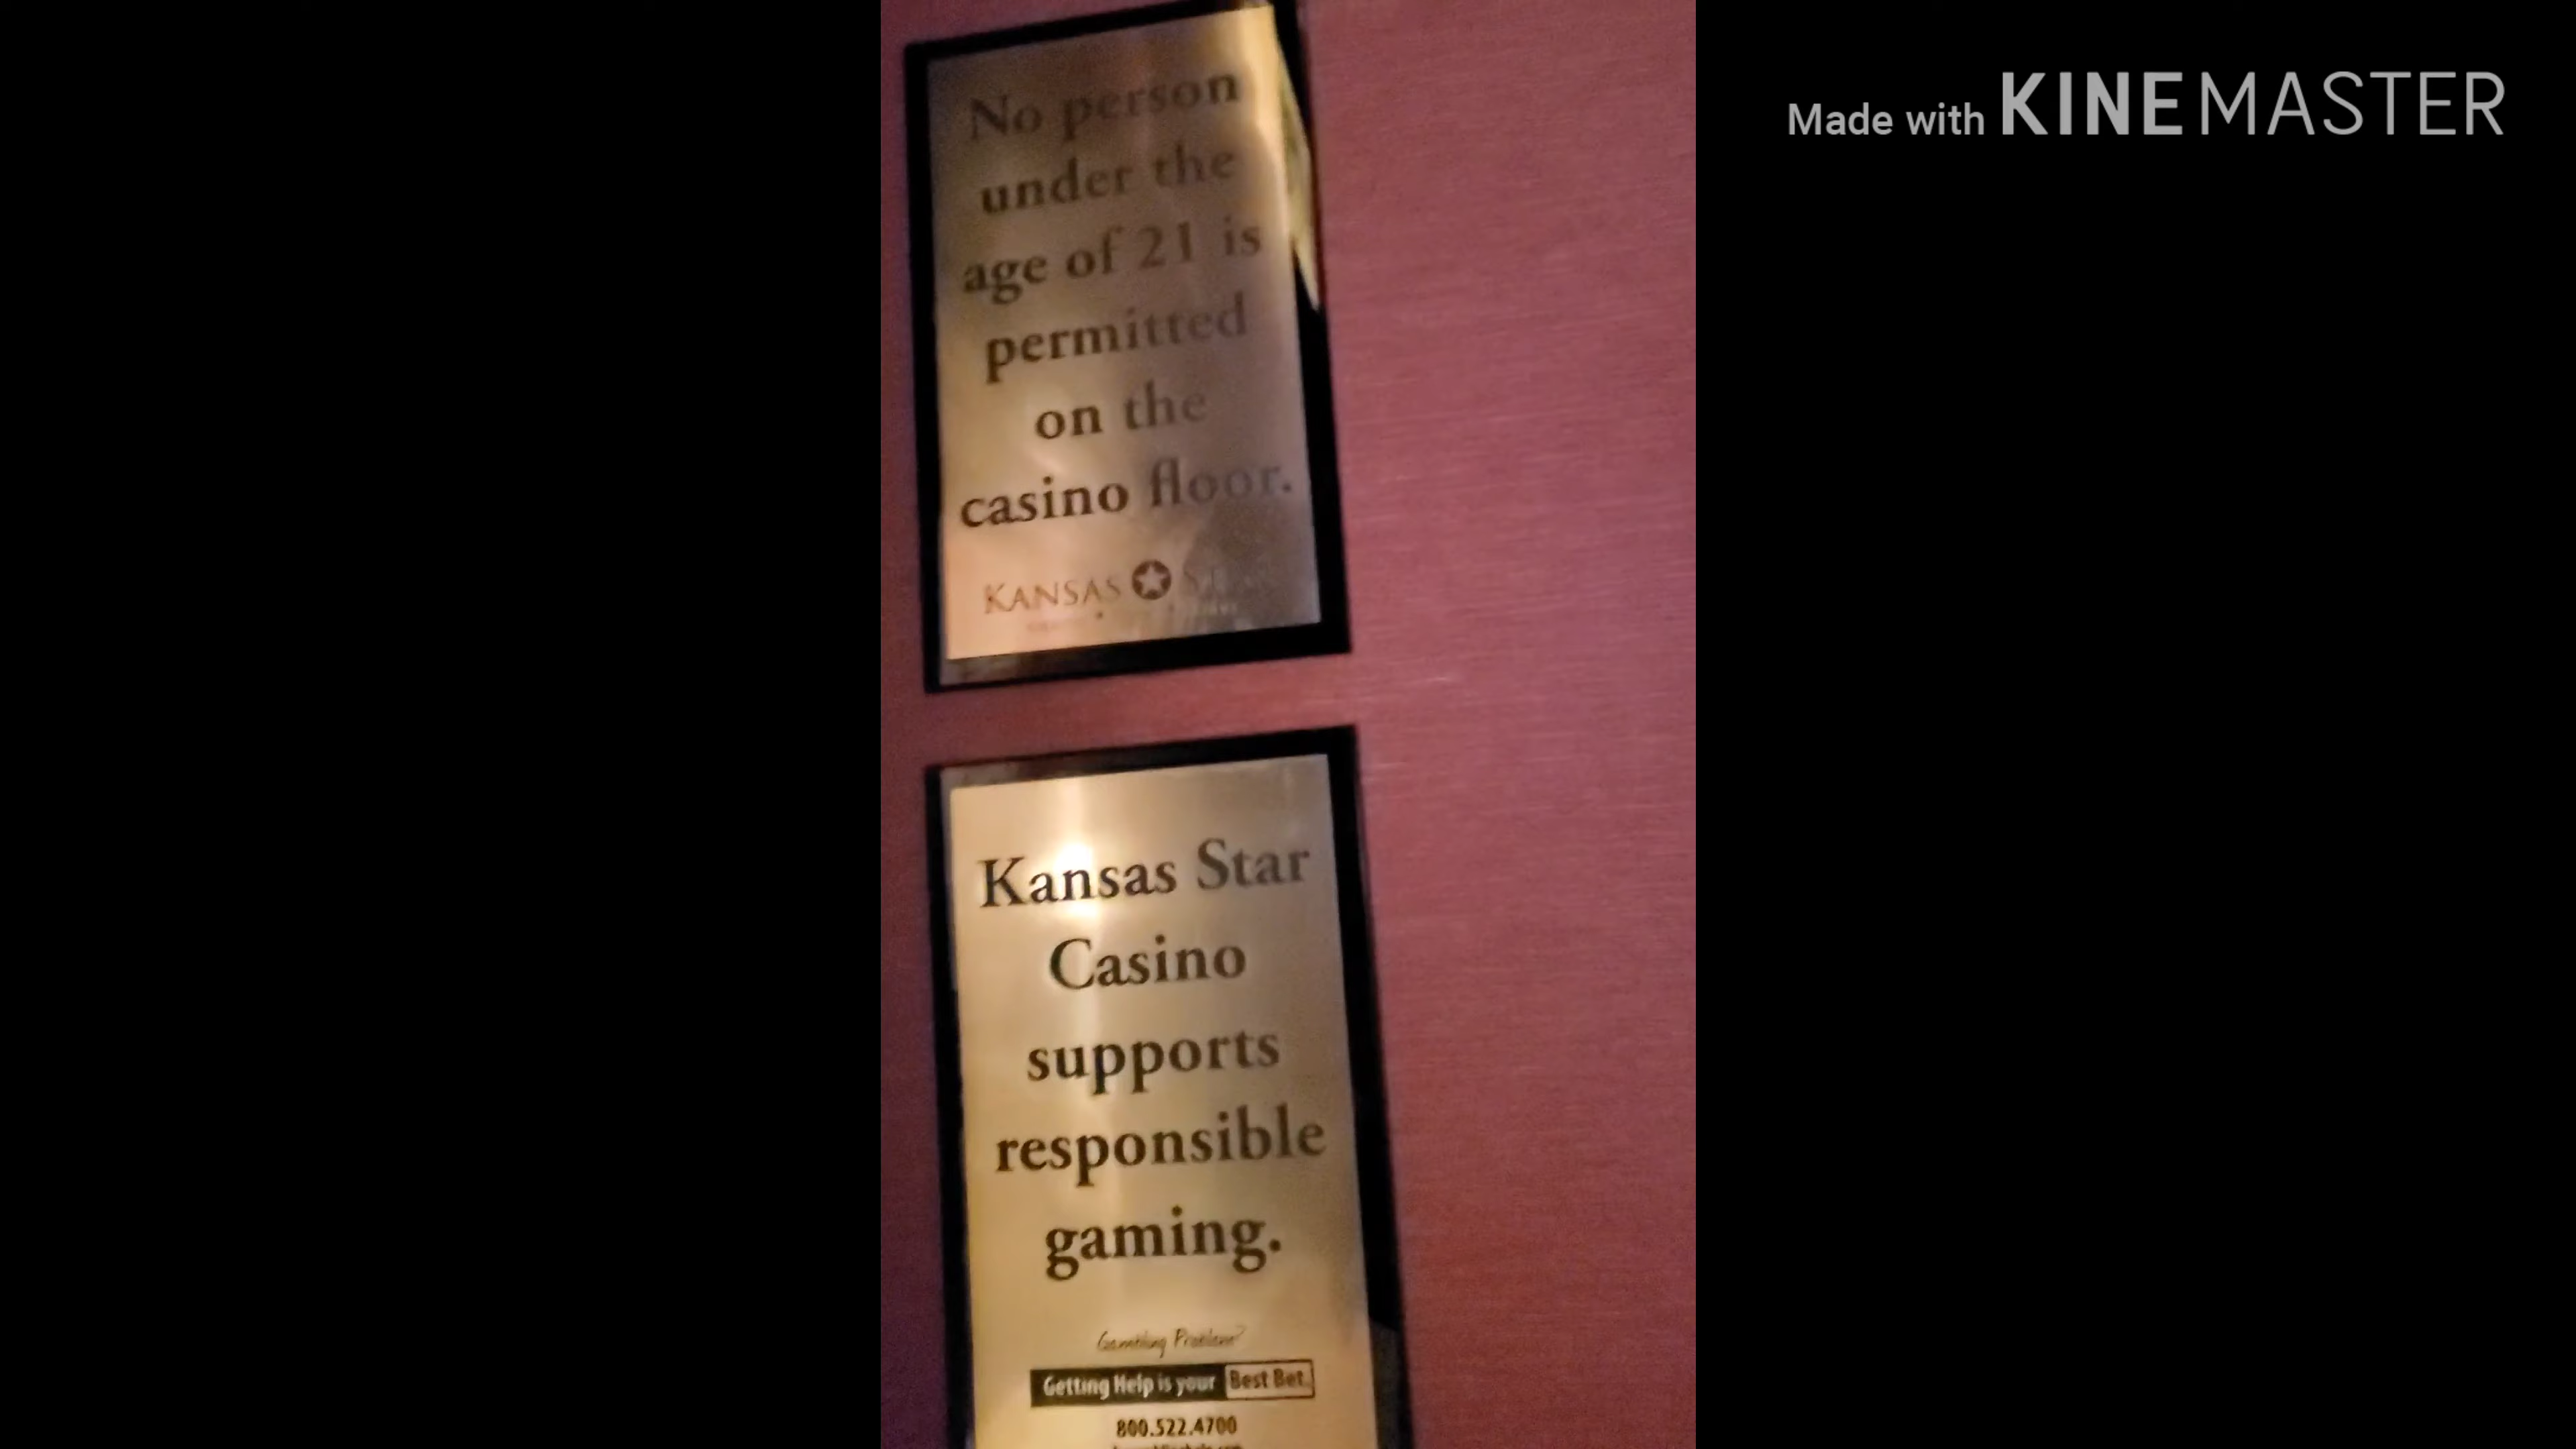 Made with KINEMASTER
No person
under the
age of 21 is
permitted
on the
casino floor.
KANSAS
Kansas Star
Casino
supports
responsible
gaming.
Gambling Problem?
Getting Help is your Best Bet.
800.522.4700